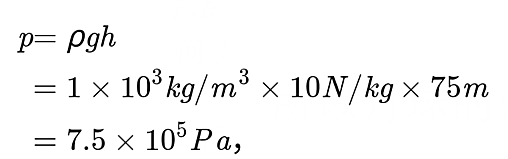 p= ρgh
= 1 × 10³kg/m³ × 10N/kg × 75m
= 7.5 × 10⁵Pa,